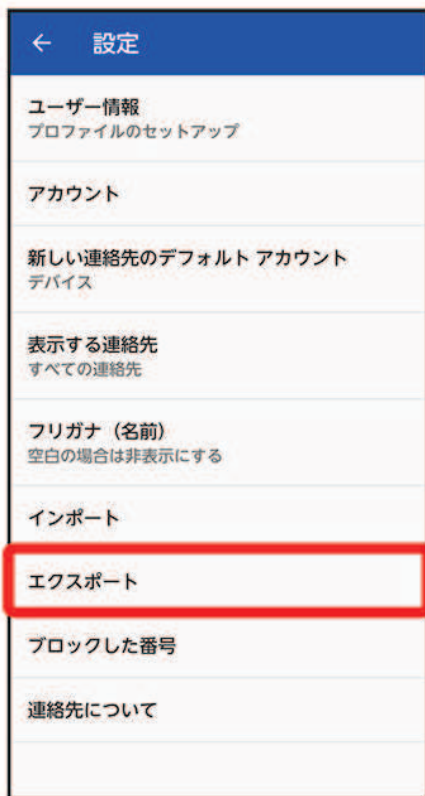 設定
ユーザー情報
プロファイルのセットアップ
アカウント
新しい連絡先のデフォルト アカウント
デバイス
表示する連絡先
すべての連絡先
フリガナ（名前）
空白の場合は非表示にする
インポート
エクスポート
ブロックした番号
連絡先について